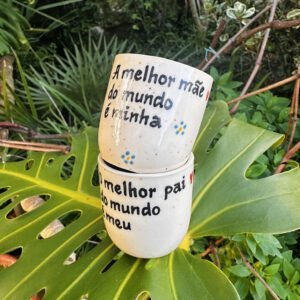 A melhor mãe
do mundo
é minha
melhor pai
do mundo
meu